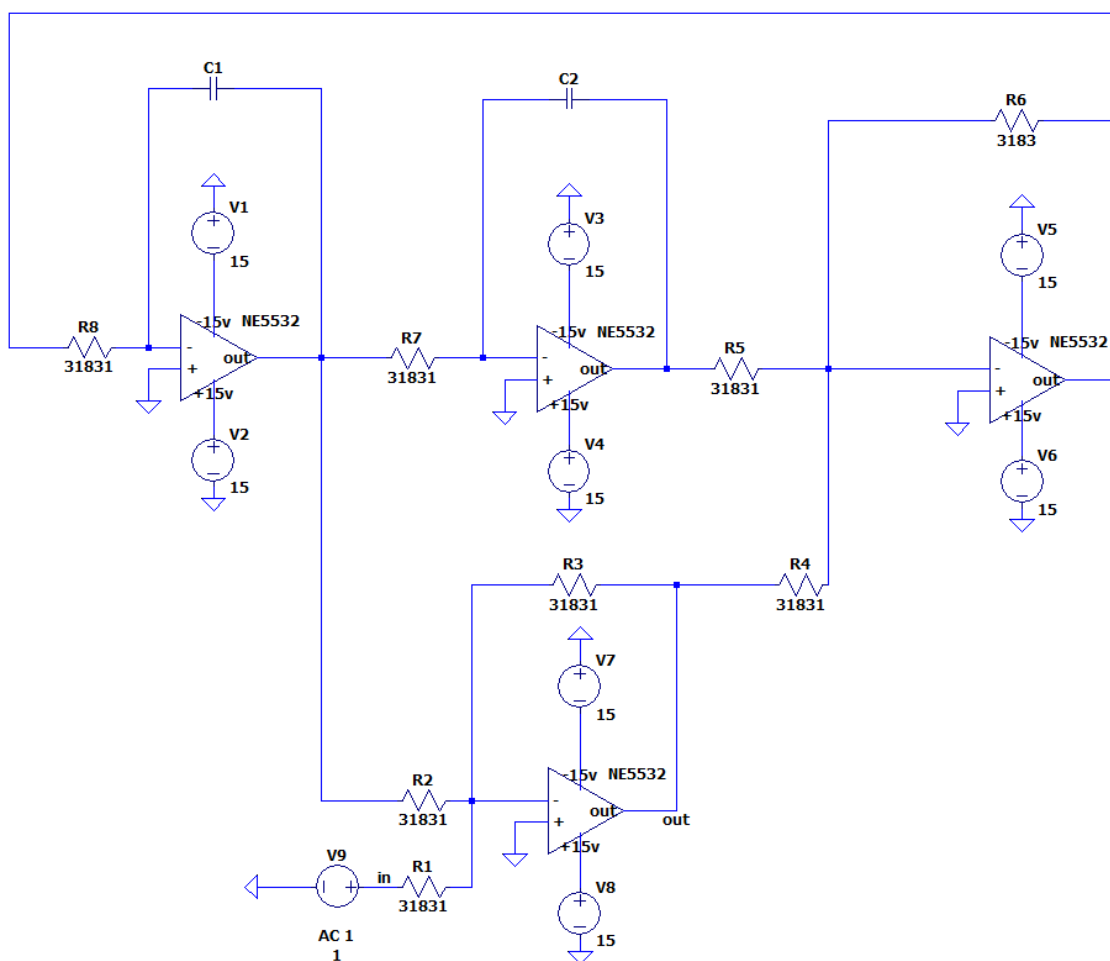 C1
C2
R6
3183
V1
15
V3
15
V5
15
R8
31831
-
+
-15v
NE5532
out
+15v
R7
31831
-
+
-15v
NE5532
out
+15v
R5
31831
-
+
-15v
NE5532
out
+15v
V2
15
V4
15
V6
15
R3
31831
R4
31831
V7
15
R2
31831
-
+
-15v
NE5532
out
+15v
out
V9
in
R1
31831
AC 1
1
V8
15